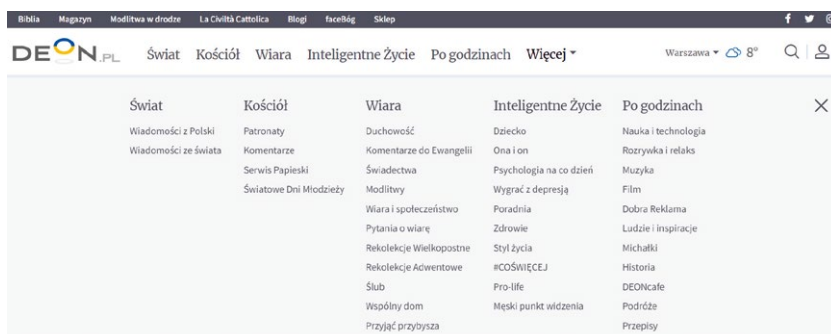 Biblia Magazyn Modlitwa w drodze La Civiltà Cattolica Blogi faceBóg Sklep
DEON.PL Świat Kościół Wiara Inteligentne Życie Po godzinach Więcej Warszawa 8°
Świat
Wiadomości z Polski
Wiadomości ze świata
Kościół
Patronaty
Komentarze
Serwis Papieski
Światowe Dni Młodzieży
Wiara
Duchowość
Komentarze do Ewangelii
Świadectwa
Modlitwy
Wiara i społeczeństwo
Pytania o wiarę
Rekolekcje Wielkopostne
Rekolekcje Adwentowe
Ślub
Wspólny dom
Przyjąć przybysza
Inteligentne Życie
Dziecko
Ona i on
Psychologia na co dzień
Wygrać z depresją
Poradnia
Zdrowie
Styl życia
#COŚWIĘCEJ
Pro-life
Męski punkt widzenia
Po godzinach
Nauka i technologia
Rozrywka i relaks
Muzyka
Film
Dobra Reklama
Ludzie i inspiracje
Michałki
Historia
DEONcafe
Podróże
Przepisy